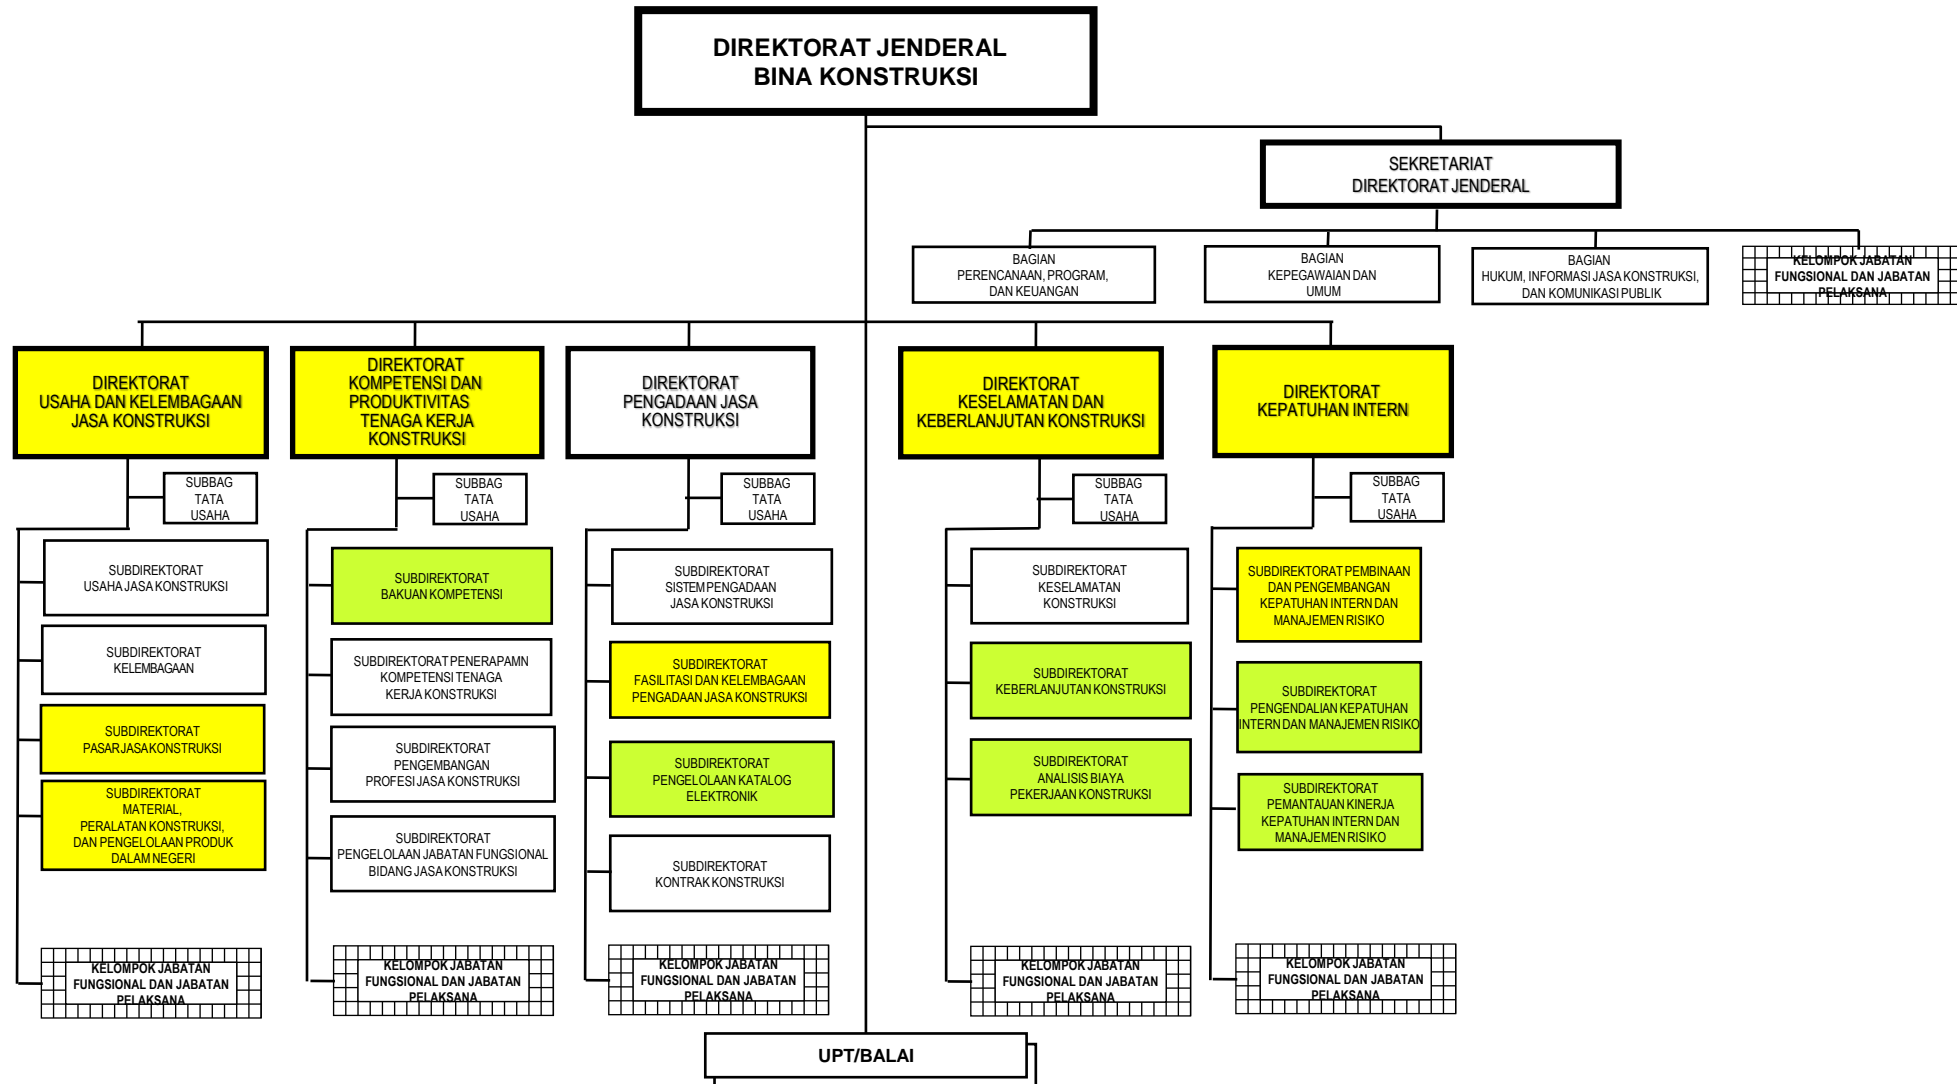 DIREKTORAT JENDERAL
BINA KONSTRUKSI
SEKRETARIAT
DIREKTORAT JENDERAL
BAGIAN
PERENCANAAN, PROGRAM,
DAN KEUANGAN
BAGIAN
KEPEGAWAIAN DAN
UMUM
BAGIAN
HUKUM, INFORMASI JASA KONSTRUKSI,
DAN KOMUNIKASI PUBLIK
KELOMPOK JABATAN
FUNGSIONAL DAN JABATAN
PELAKSANA
DIREKTORAT
USAHA DAN KELEMBAGAAN
JASA KONSTRUKSI
DIREKTORAT
KOMPETENSI DAN
PRODUKTIVITAS
TENAGA KERJA
KONSTRUKSI
DIREKTORAT
PENGADAAN JASA
KONSTRUKSI
DIREKTORAT
KESELAMATAN DAN
KEBERLANJUTAN KONSTRUKSI
DIREKTORAT
KEPATUHAN INTERN
SUBBAG
TATA
USAHA
SUBBAG
TATA
USAHA
SUBBAG
TATA
USAHA
SUBBAG
TATA
USAHA
SUBBAG
TATA
USAHA
SUBDIREKTORAT
USAHA JASA KONSTRUKSI
SUBDIREKTORAT
KELEMBAGAAN
SUBDIREKTORAT
PASAR JASA KONSTRUKSI
SUBDIREKTORAT
MATERIAL,
PERALATAN KONSTRUKSI,
DAN PENGELOLAAN PRODUK
DALAM NEGERI
KELOMPOK JABATAN
FUNGSIONAL DAN JABATAN
PELAKSANA
SUBDIREKTORAT
BAKUAN KOMPETENSI
SUBDIREKTORAT PENERAPAMN
KOMPETENSI TENAGA
KERJA KONSTRUKSI
SUBDIREKTORAT
PENGEMBANGAN
PROFESI JASA KONSTRUKSI
SUBDIREKTORAT
PENGELOLAAN JABATAN FUNGSIONAL
BIDANG JASA KONSTRUKSI
KELOMPOK JABATAN
FUNGSIONAL DAN JABATAN
PELAKSANA
SUBDIREKTORAT
SISTEM PENGADAAN
JASA KONSTRUKSI
SUBDIREKTORAT
FASILITASI DAN KELEMBAGAAN
PENGADAAN JASA KONSTRUKSI
SUBDIREKTORAT
PENGELOLAAN KATALOG
ELEKTRONIK
SUBDIREKTORAT
KONTRAK KONSTRUKSI
KELOMPOK JABATAN
FUNGSIONAL DAN JABATAN
PELAKSANA
SUBDIREKTORAT
KESELAMATAN
KONSTRUKSI
SUBDIREKTORAT
KEBERLANJUTAN KONSTRUKSI
SUBDIREKTORAT
ANALISIS BIAYA
PEKERJAAN KONSTRUKSI
KELOMPOK JABATAN
FUNGSIONAL DAN JABATAN
PELAKSANA
SUBDIREKTORAT PEMBINAAN
DAN PENGEMBANGAN
KEPATUHAN INTERN DAN
MANAJEMEN RISIKO
SUBDIREKTORAT
PENGENDALIAN KEPATUHAN
INTERN DAN MANAJEMEN RISIKO
SUBDIREKTORAT
PEMANTAUAN KINERJA
KEPATUHAN INTERN DAN
MANAJEMEN RISIKO
KELOMPOK JABATAN
FUNGSIONAL DAN JABATAN
PELAKSANA
UPT/BALAI